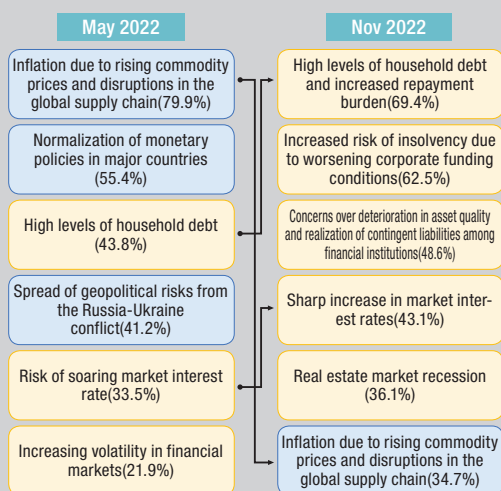 May 2022
Inflation due to rising commodity
prices and disruptions in the
global supply chain(79.9%)
Normalization of monetary
policies in major countries
(55.4%)
High levels of household debt
(43.8%)
Spread of geopolitical risks from
the Russia-Ukraine
conflict(41.2%)
Risk of soaring market interest
rate(33.5%)
Increasing volatility in financial
markets(21.9%)
Nov 2022
High levels of household debt
and increased repayment
burden(69.4%)
Increased risk of insolvency due
to worsening corporate funding
conditions(62.5%)
Concerns over deterioration in asset quality
and realization of contingent liabilities among
financial institutions(48.6%)
Sharp increase in market inter-
est rates(43.1%)
Real estate market recession
(36.1%)
Inflation due to rising commodity
prices and disruptions in the
global supply chain(34.7%)